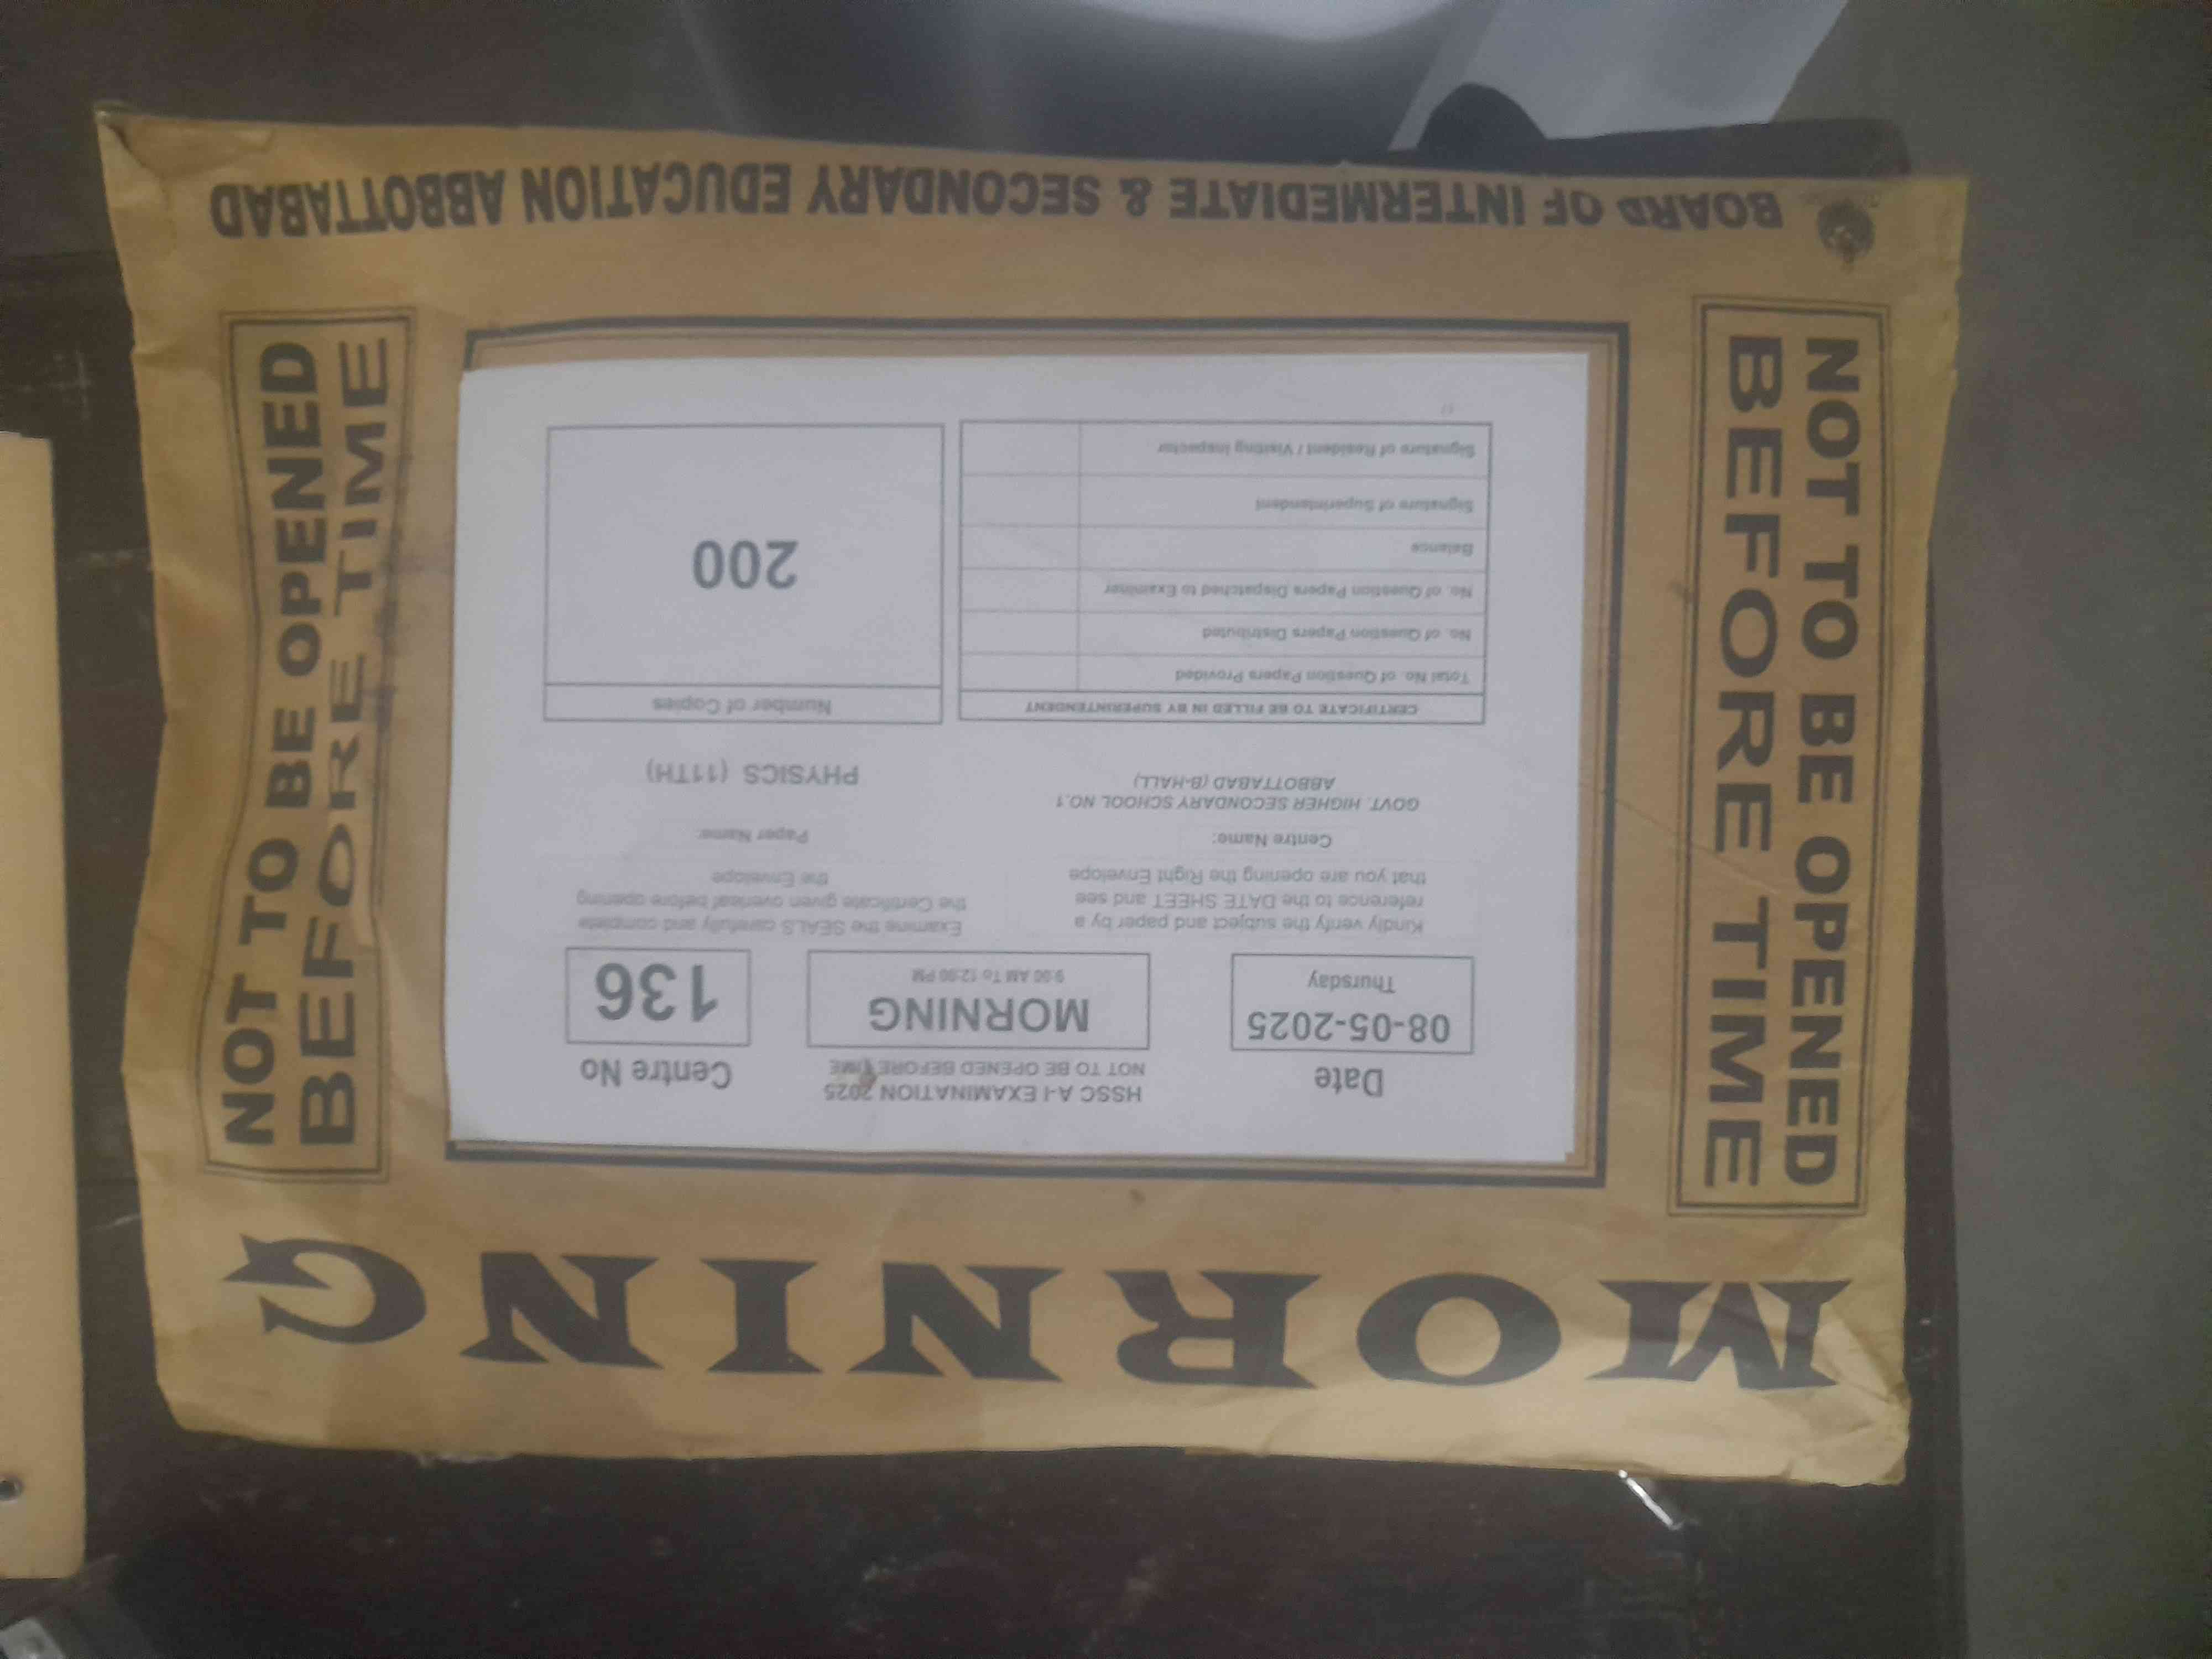 BOARD OF INTERMEDIATE & SECONDARY EDUCATION ABBOTTABAD
MORNING
NOT TO BE OPENED
BEFORE TIME
NOT TO BE OPENED
BEFORE TIME
HSSC A-I EXAMINATION 2025
NOT TO BE OPENED BEFORE TIME
Date
08-05-2025
Thursday
MORNING
9:00 AM To 12:00 PM
Centre No
136
Kindly verify the subject and paper by a
reference to the DATE SHEET and see
that you are opening the Right Envelope
Examine the SEALS carefully and complete
the Certificate given overleaf before opening
the Envelope
Centre Name:
GOVT. HIGHER SECONDARY SCHOOL NO.1
ABBOTTABAD (B-HALL)
Paper Name:
PHYSICS (11TH)
CERTIFICATE TO BE FILLED IN BY SUPERINTENDENT
Total No. of Question Papers Provided
No. of Question Papers Distributed
No. of Question Papers Dispatched to Examiner
Balance
Signature of Superintendent
Signature of Resident / Visiting Inspector
Number of Copies
200